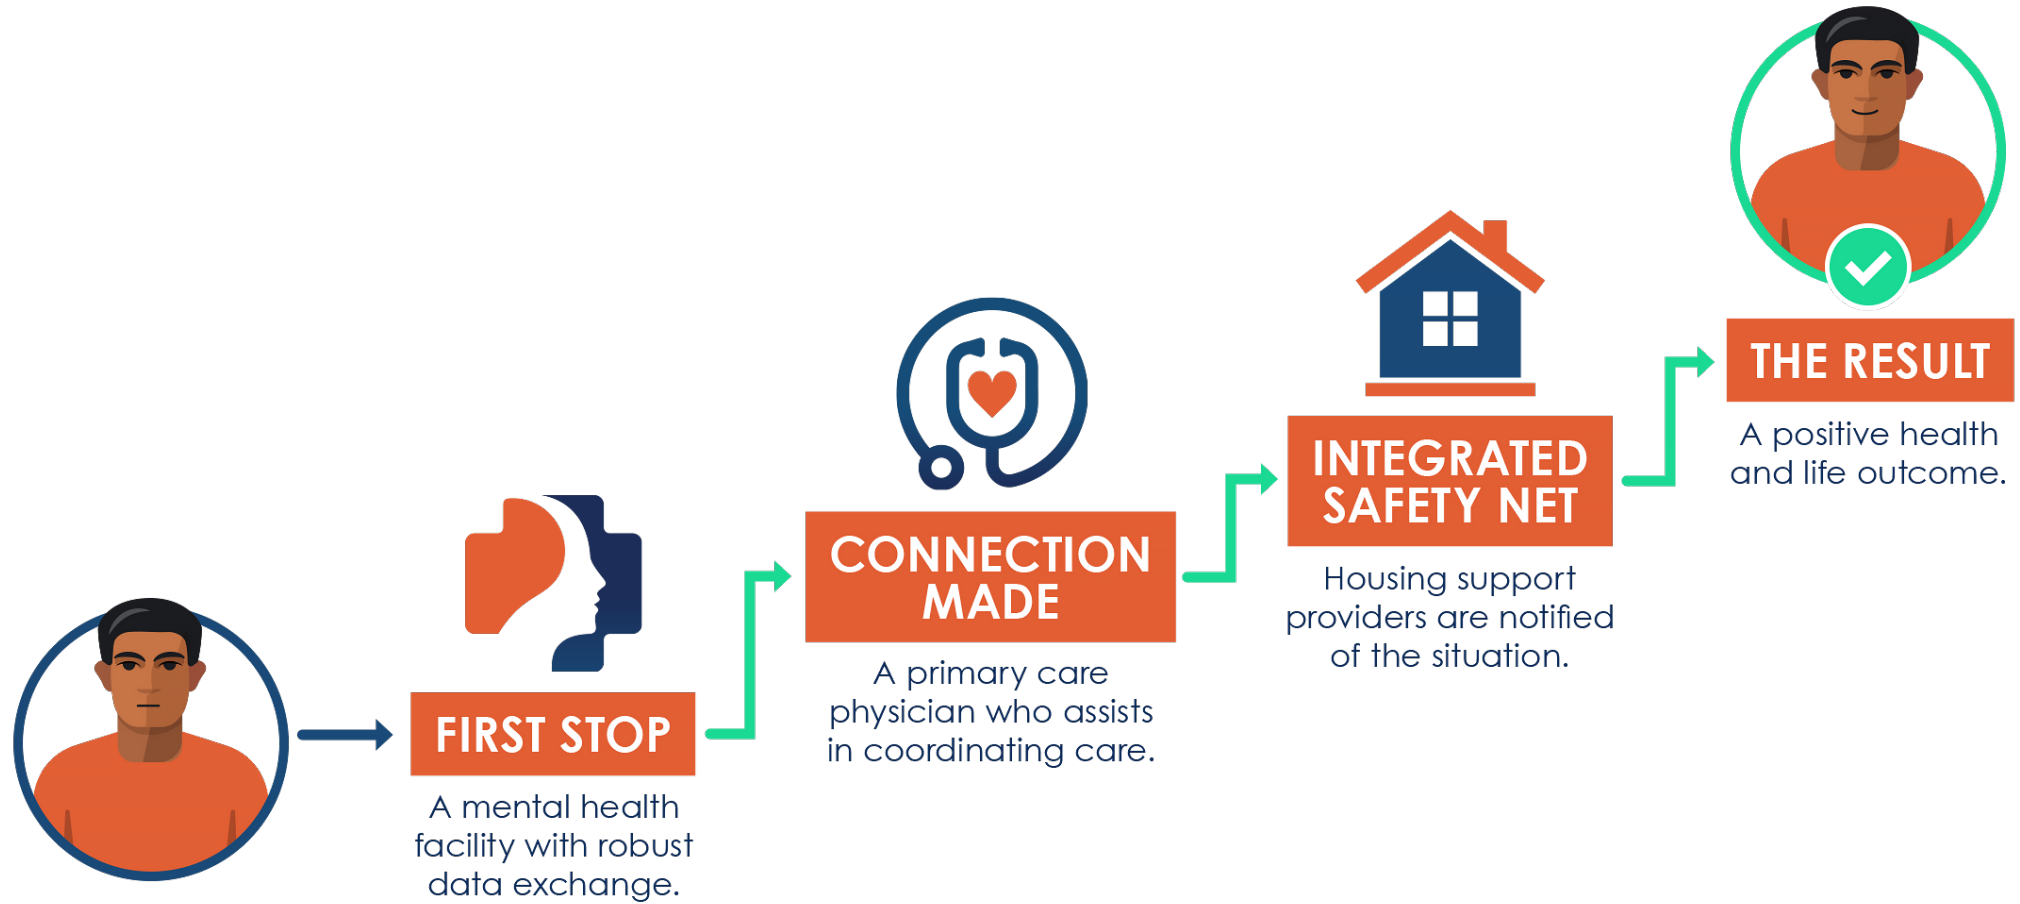 FIRST STOP
A mental health
facility with robust
data exchange.
CONNECTION
MADE
A primary care
physician who assists
in coordinating care.
INTEGRATED
SAFETY NET
Housing support
providers are notified
of the situation.
THE RESULT
A positive health
and life outcome.